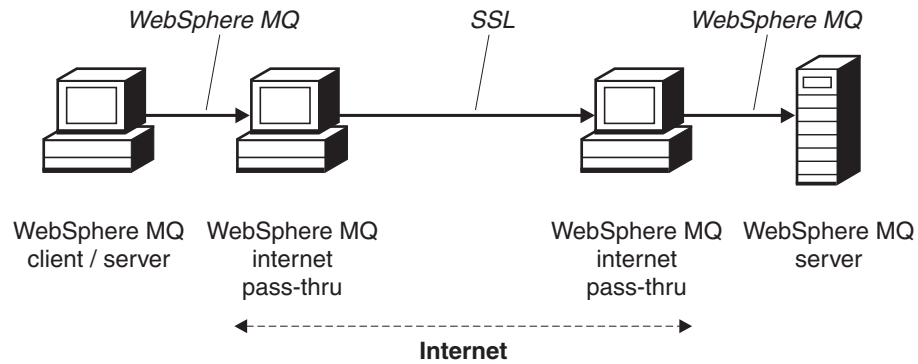 WebSphere MQ
SSL
WebSphere MQ
WebSphere MQ
client / server
WebSphere MQ
internet
pass-thru
WebSphere MQ
internet
pass-thru
WebSphere MQ
server
Internet